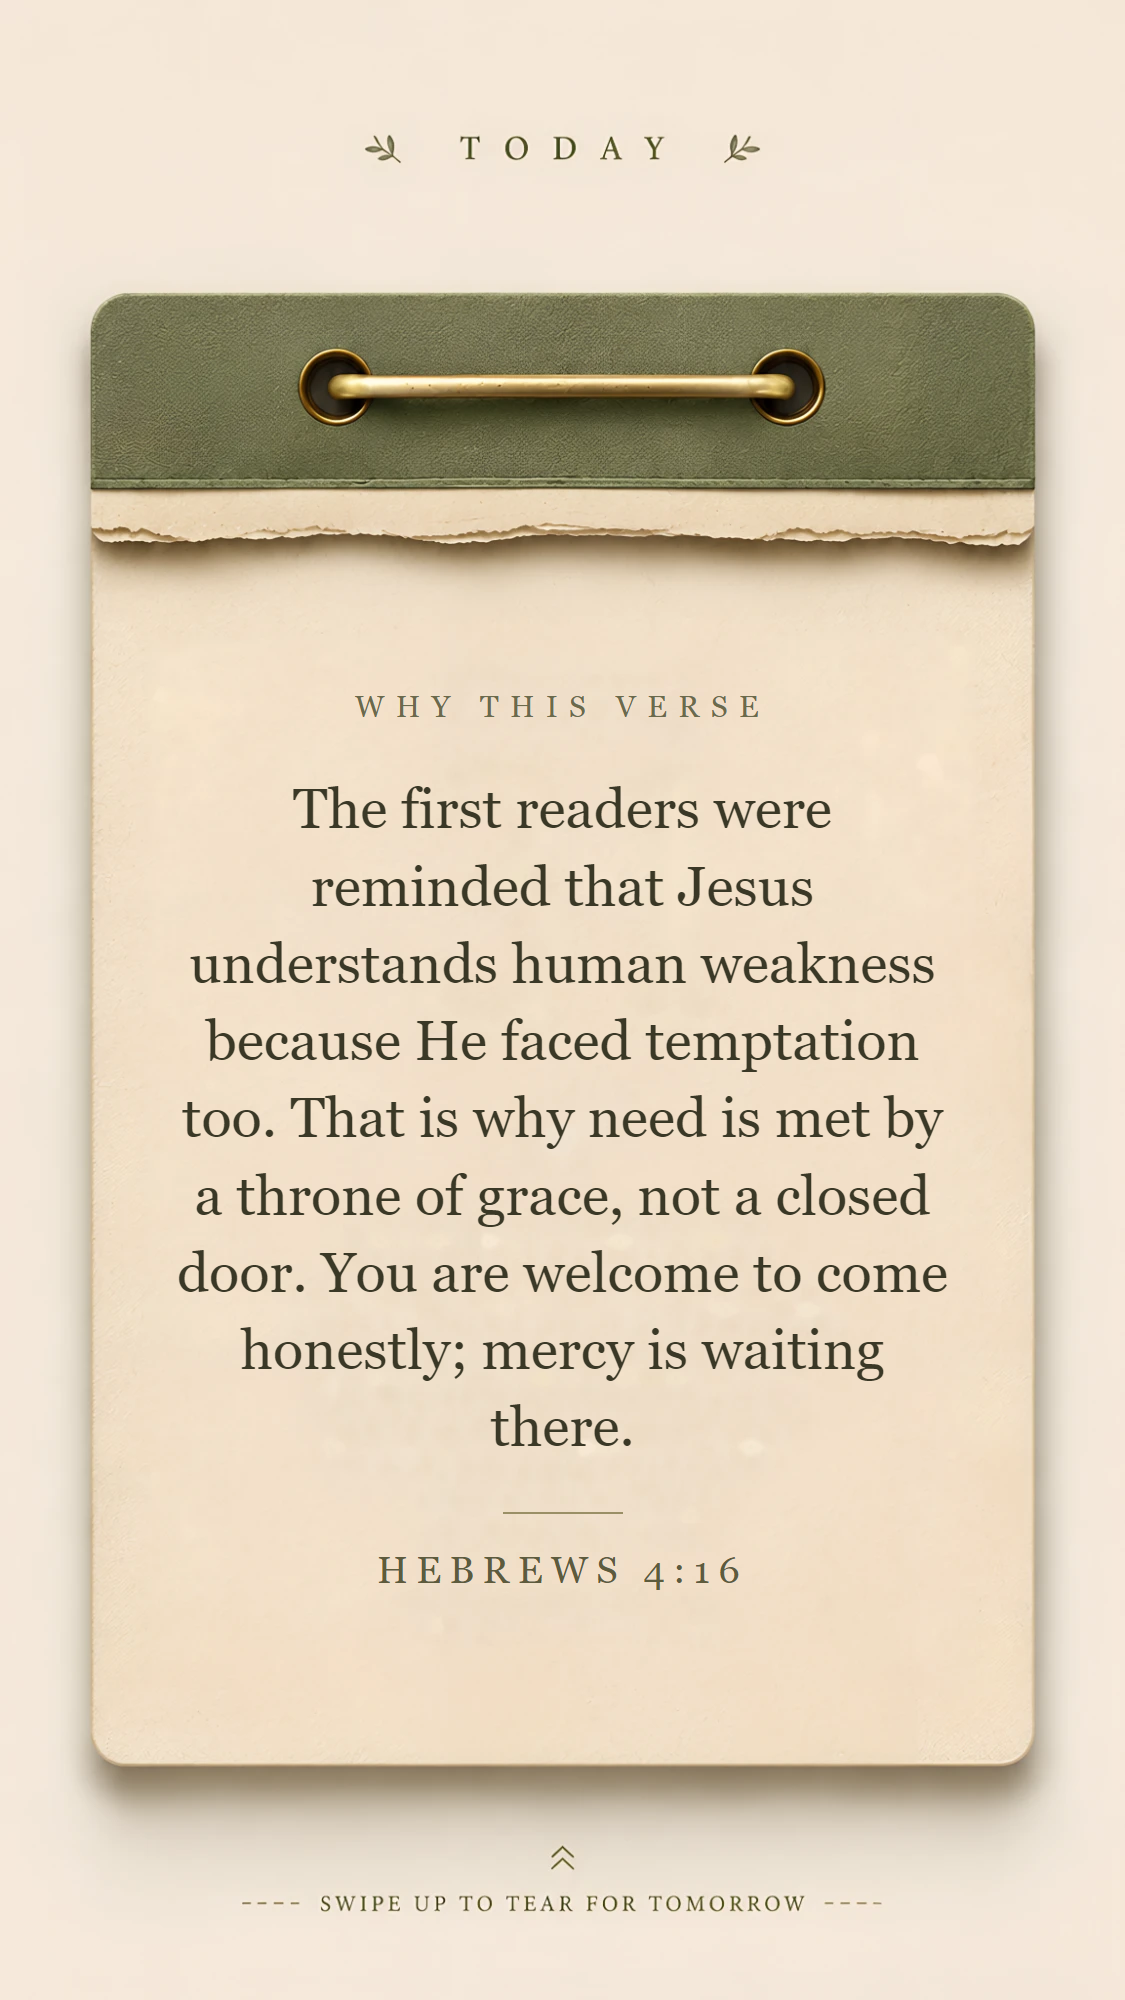 TODAY
WHY THIS VERSE
The first readers were
reminded that Jesus
understands human weakness
because He faced temptation
too. That is why need is met by
a throne of grace, not a closed
door. You are welcome to come
honestly; mercy is waiting
there.
HEBREWS 4:16
SWIPE UP TO TEAR FOR TOMORROW